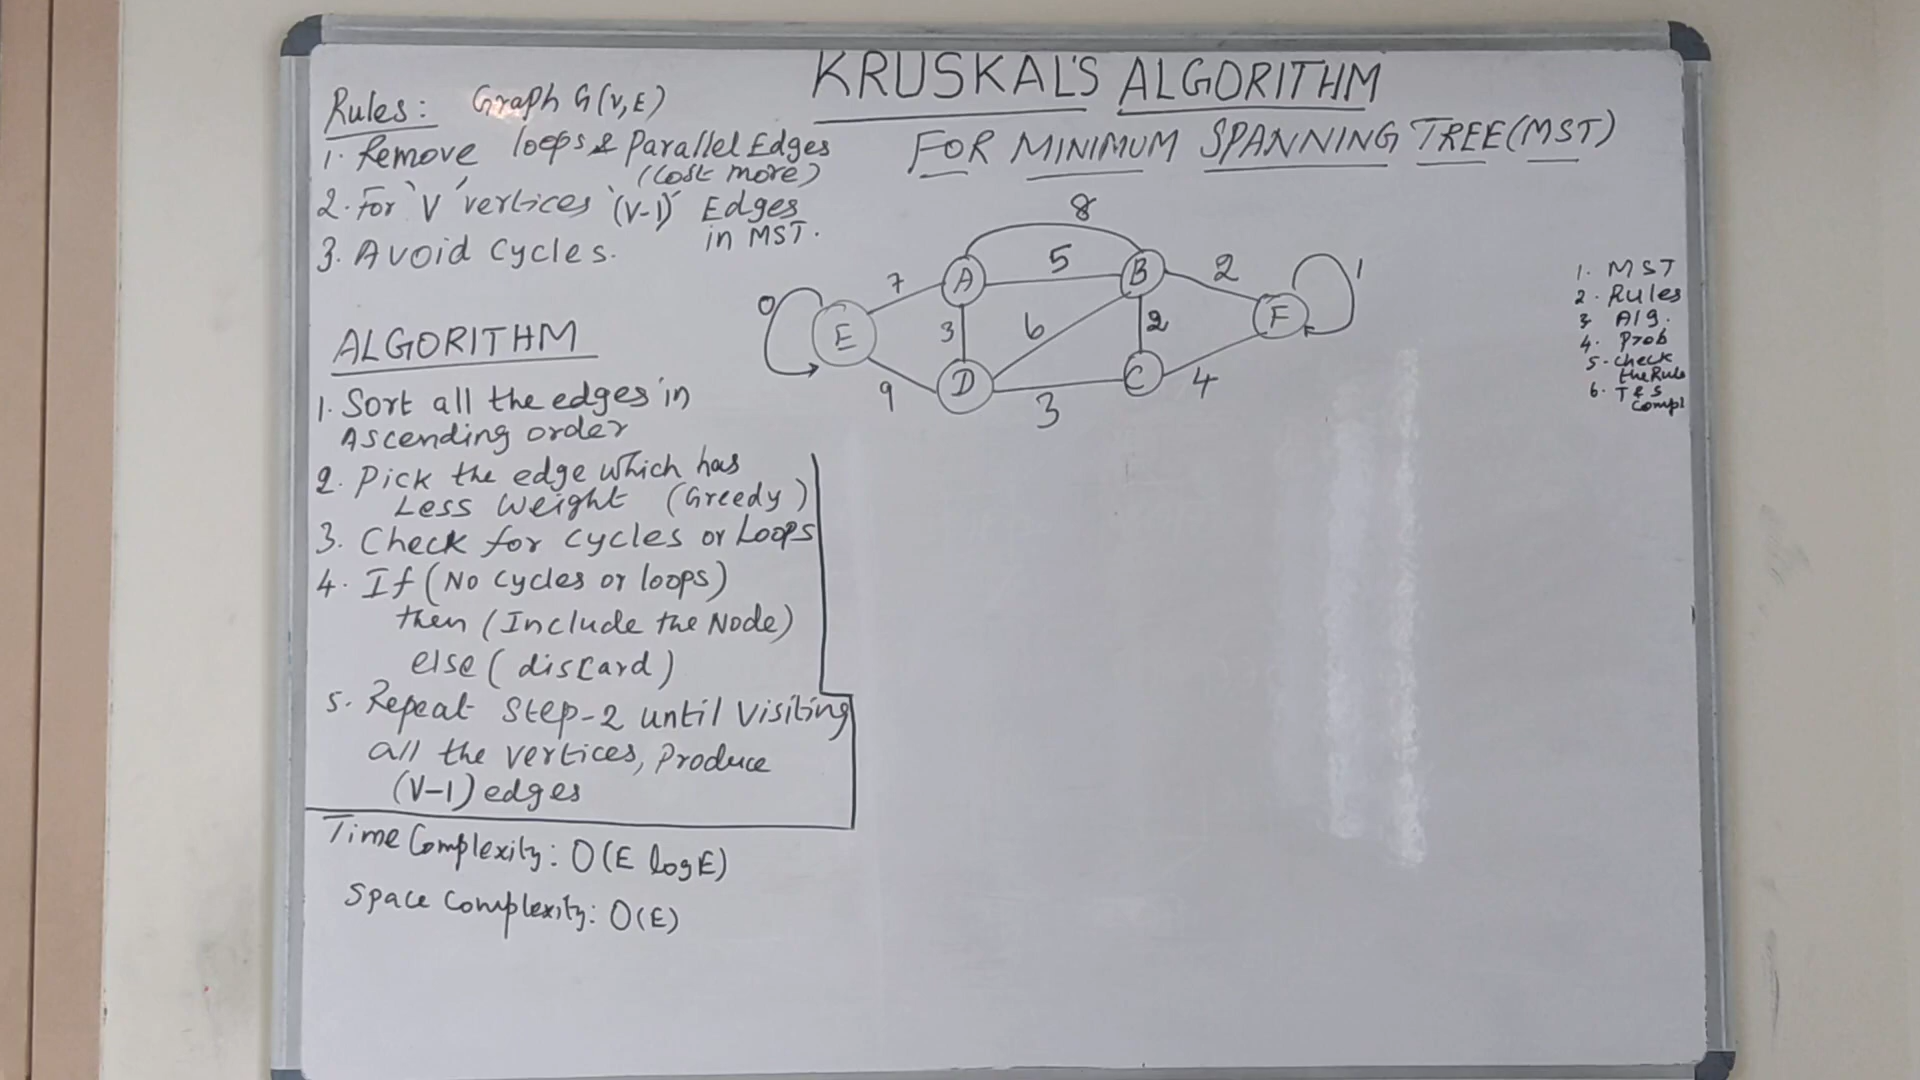 KRUSKAL'S ALGORITHM
FOR MINIMUM SPANNING TREE(MST)
Rules: Graph G(V,E)
1. Remove loops & Parallel Edges
(Cost more)
2. For 'V' vertices '(V-1)' Edges
in MST.
3. Avoid Cycles.
ALGORITHM
1. Sort all the edges in
Ascending order
2. Pick the edge which has
Less Weight (Greedy)
3. Check for cycles or Loops
4. If (No cycles or loops)
then (Include the Node)
else (discard)
5. Repeat Step-2 until visiting
all the vertices, Produce
(V-1) edges
Time Complexity: O(E log E)
Space Complexity: O(E)
8
7 A 5 B 2 1
0 E 3 6 2 F
9 D 3 C 4
1. MST
2. Rules
3 Alg.
4. Prob
5. Check
the Rule
6. T & S
Compl